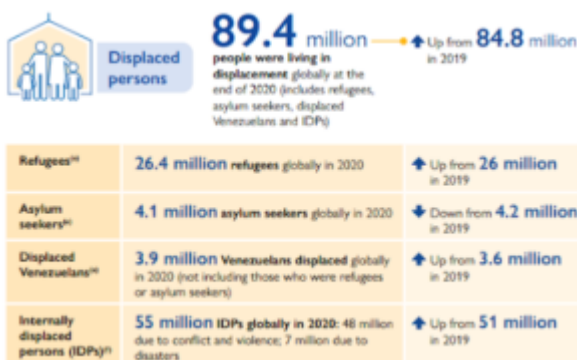 89.4 million
Displaced
persons
people were living in
displacement globally at the
end of 2020 (includes refugees,
asylum seekers, displaced
Venezuelans and IDPs)
Up from 84.8 million
in 2019
Refugees
26.4 million refugees globally in 2020
Up from 26 million
in 2019
Asylum
seekers
4.1 million asylum seekers globally in 2020
Down from 4.2 million
in 2019
Displaced
Venezuelans
3.9 million Venezuelans displaced globally
in 2020 (not including those who were refugees
or asylum seekers)
Up from 3.6 million
in 2019
Internally
displaced
persons (IDPs)
55 million IDPs globally in 2020: 48 million
due to conflict and violence; 7 million due to
disasters
Up from 51 million
in 2019